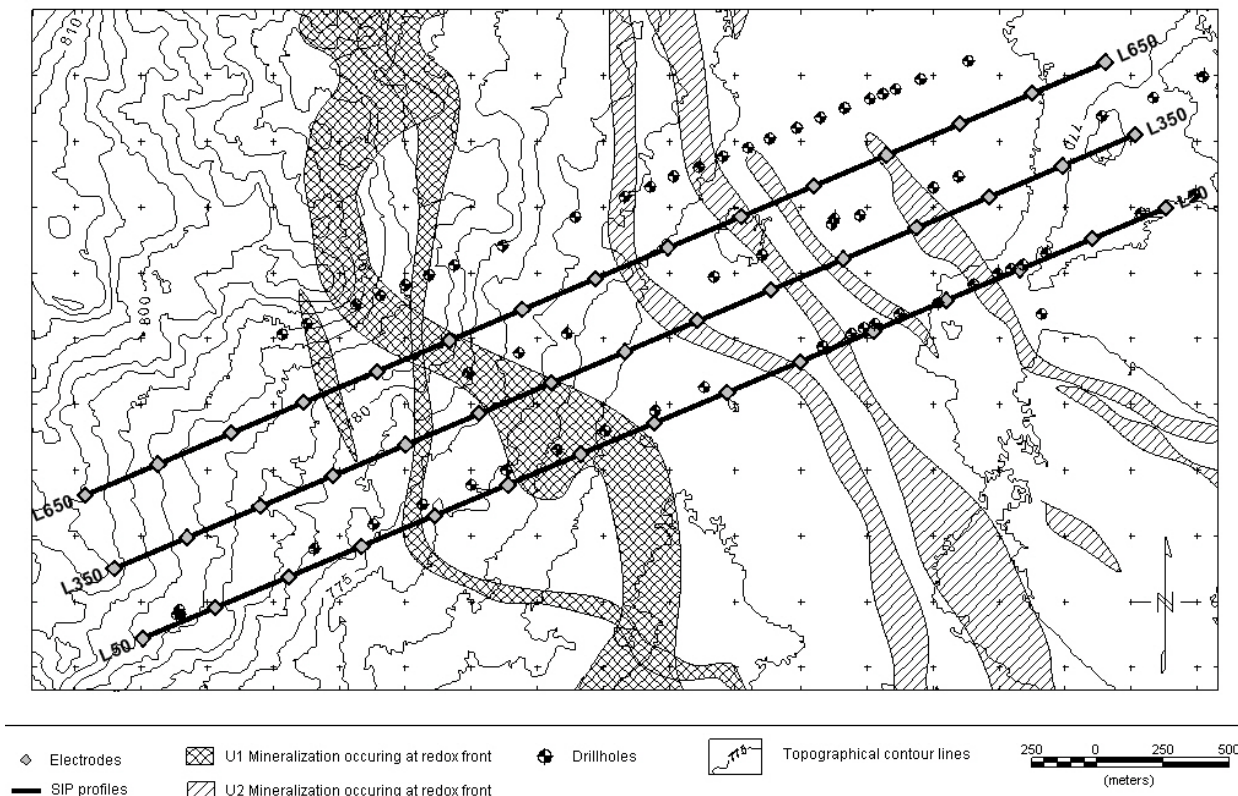 810
L650
L350
770
L50
800
780
L650
L350
L50
775
N
Electrodes
U1 Mineralization occuring at redox front
Drillholes
Topographical contour lines
250 0 250 500
(meters)
SIP profiles
U2 Mineralization occuring at redox front